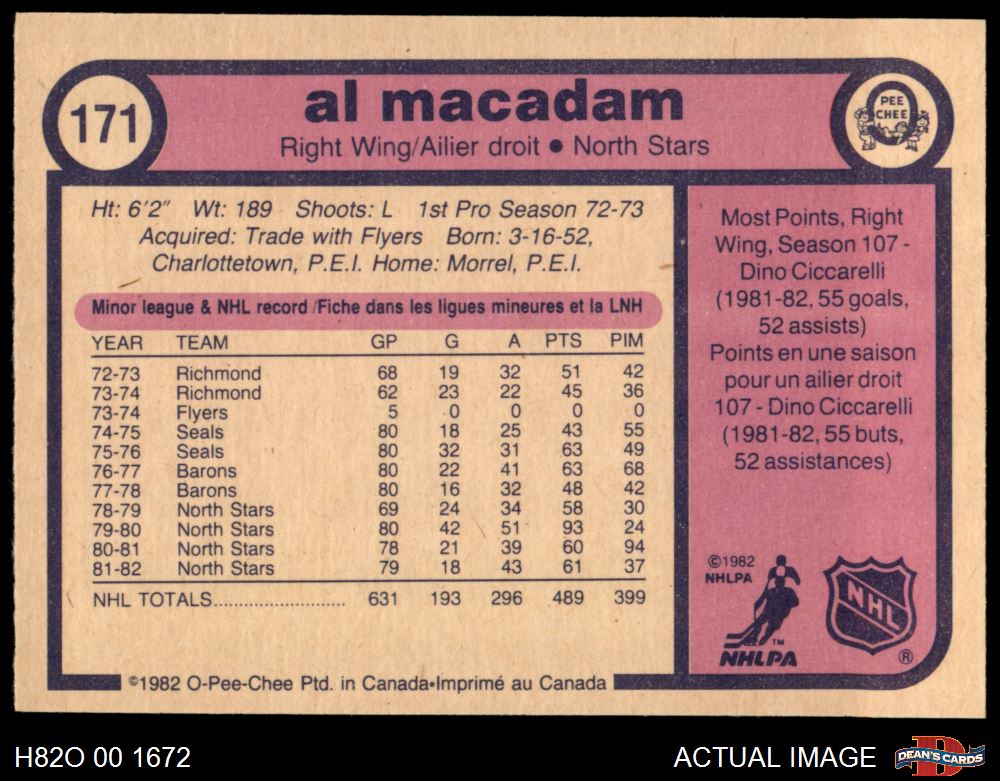 171
al macadam
Right Wing/Ailier droit • North Stars
PEE
CHEE
Ht: 6'2" Wt: 189 Shoots: L 1st Pro Season 72-73
Acquired: Trade with Flyers Born: 3-16-52,
Charlottetown, P.E.I. Home: Morrel, P.E.I.
Minor league & NHL record/Fiche dans les ligues mineures et la LNH
YEAR TEAM GP G A PTS PIM
72-73 Richmond 68 19 32 51 42
73-74 Richmond 62 23 22 45 36
73-74 Flyers 5 0 0 0 0
74-75 Seals 80 18 25 43 55
75-76 Seals 80 32 31 63 49
76-77 Barons 80 22 41 63 68
77-78 Barons 80 16 32 48 42
78-79 North Stars 69 24 34 58 30
79-80 North Stars 80 42 51 93 24
80-81 North Stars 78 21 39 60 94
81-82 North Stars 79 18 43 61 37
NHL TOTALS........................ 631 193 296 489 399
©1982 O-Pee-Chee Ptd. in Canada•Imprimé au Canada
Most Points, Right
Wing, Season 107 -
Dino Ciccarelli
(1981-82, 55 goals,
52 assists)
Points en une saison
pour un ailier droit
107 - Dino Ciccarelli
(1981-82, 55 buts,
52 assistances)
©1982
NHLPA
TM
NHLPA
NHL
®
H82O 00 1672
ACTUAL IMAGE
DEAN'S CARDS